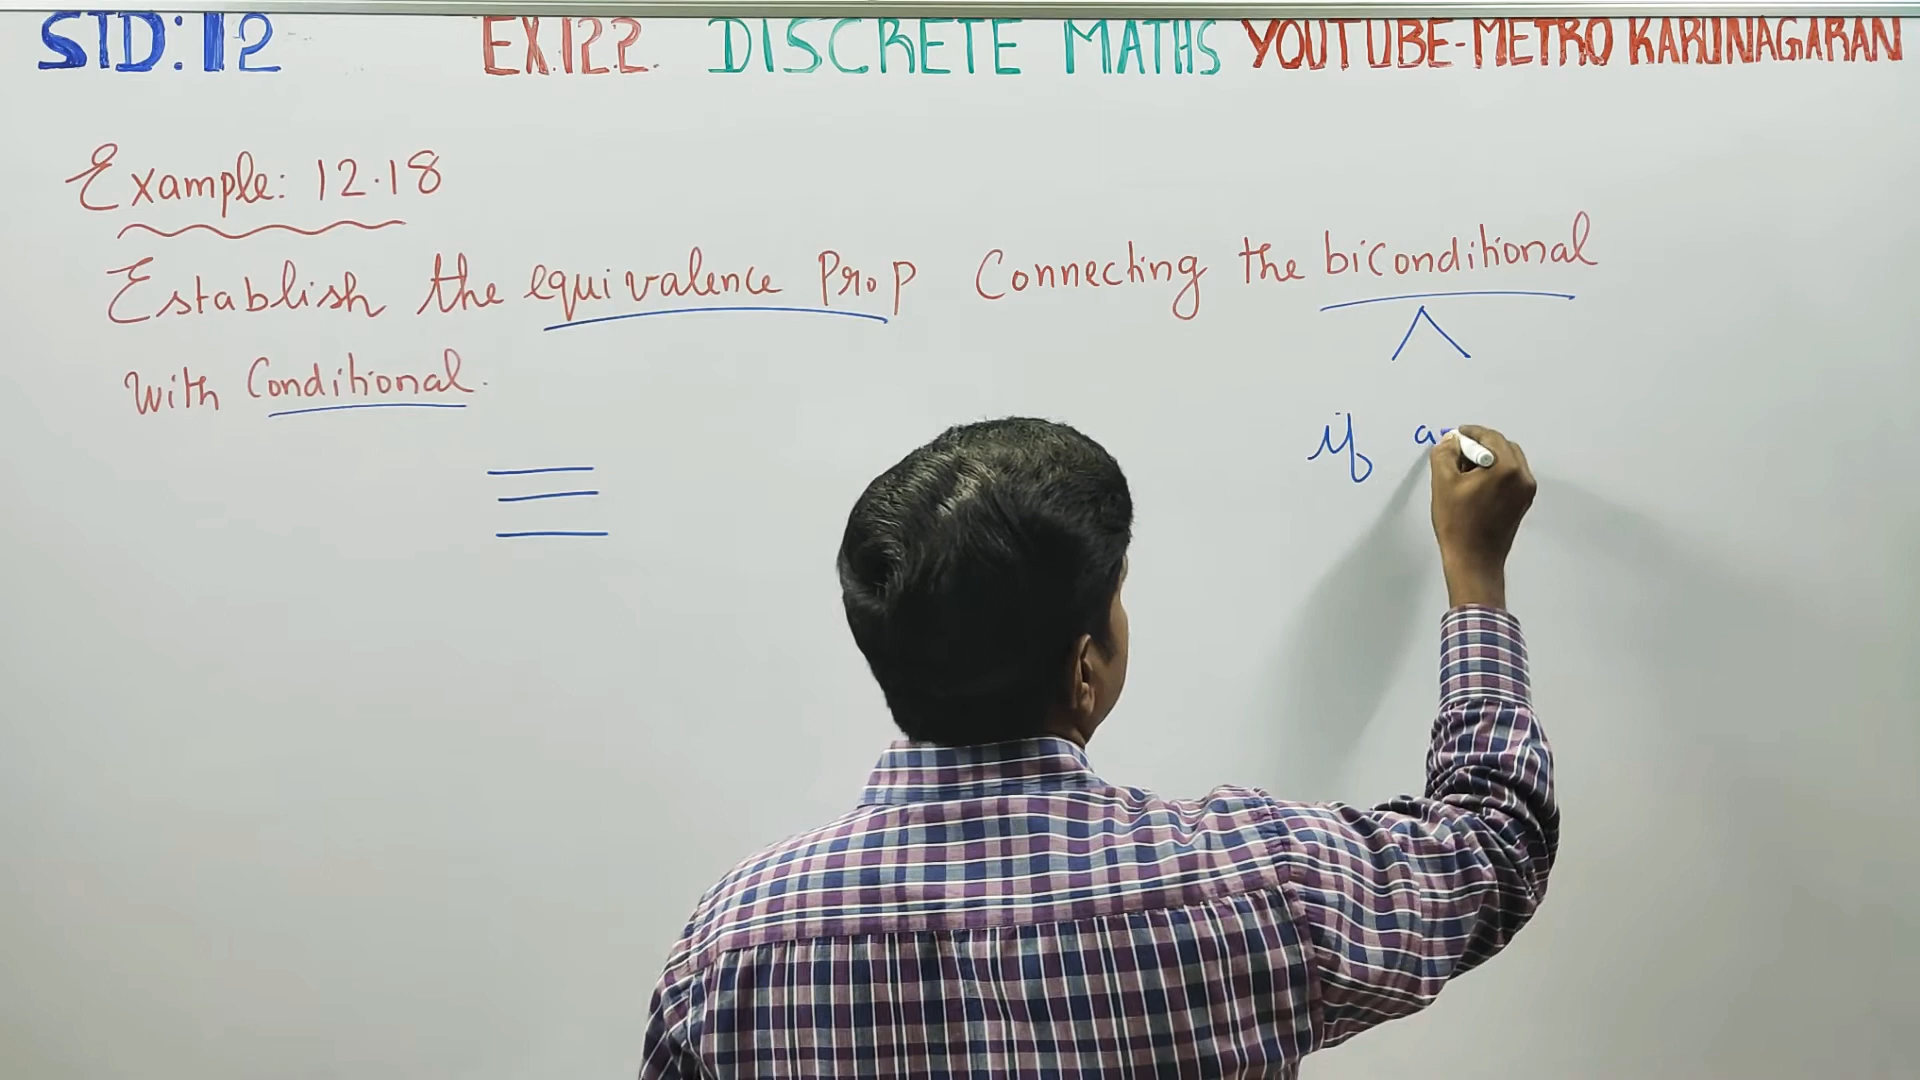 STD:12 EX.12.2. DISCRETE MATHS YOUTUBE-METRO KARUNAGARAN
Example: 12.18
Establish the equivalence Prop Connecting the biconditional
With Conditional.
if